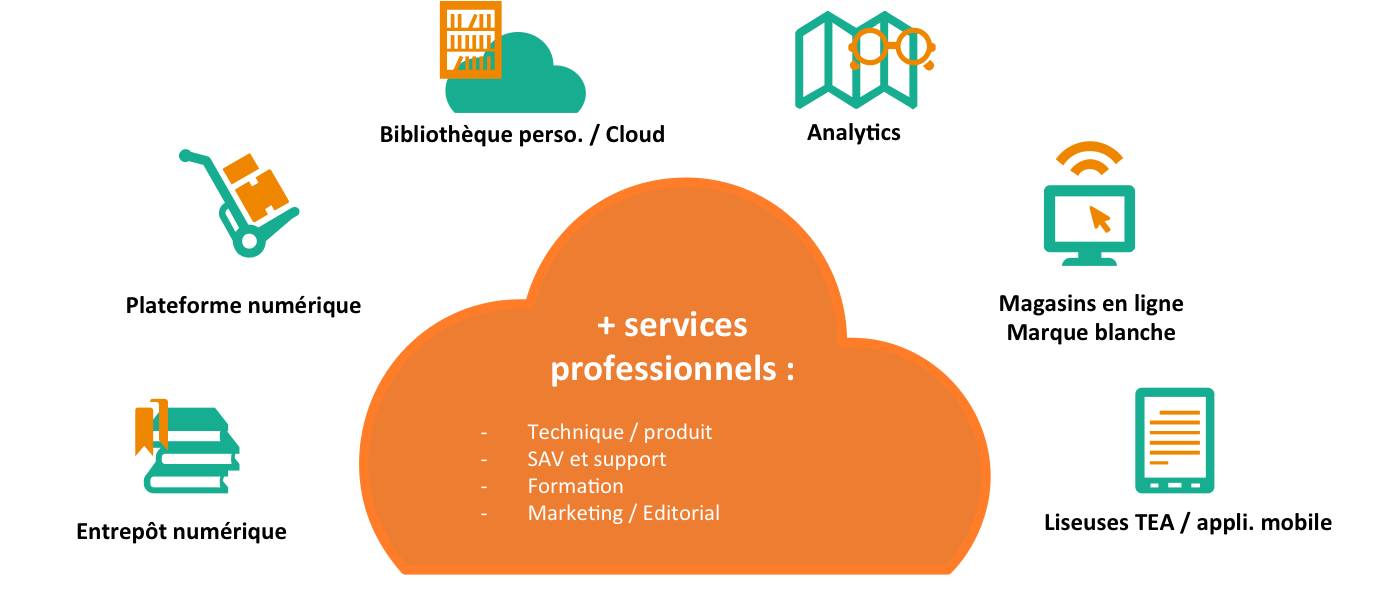 Bibliothèque perso. / Cloud
Analytics
Plateforme numérique
Magasins en ligne
Marque blanche
+ services
professionnels :
- Technique / produit
- SAV et support
- Formation
- Marketing / Editorial
Entrepôt numérique
Liseuses TEA / appli. mobile